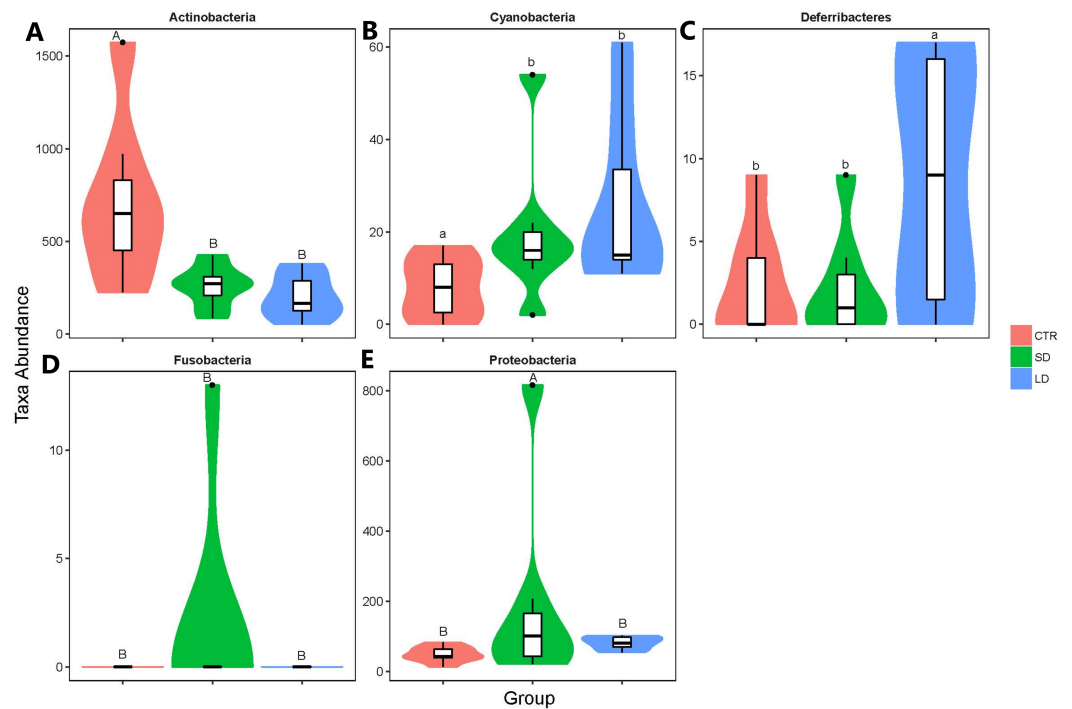 A
Actinobacteria
1500
1000
500
0
A
B
B
B
Cyanobacteria
60
40
20
0
a
b
b
C
Deferribacteres
15
10
5
0
b
b
a
CTR
SD
LD
Taxa Abundance
D
Fusobacteria
10
5
0
B
B
B
E
Proteobacteria
800
600
400
200
0
B
A
B
Group